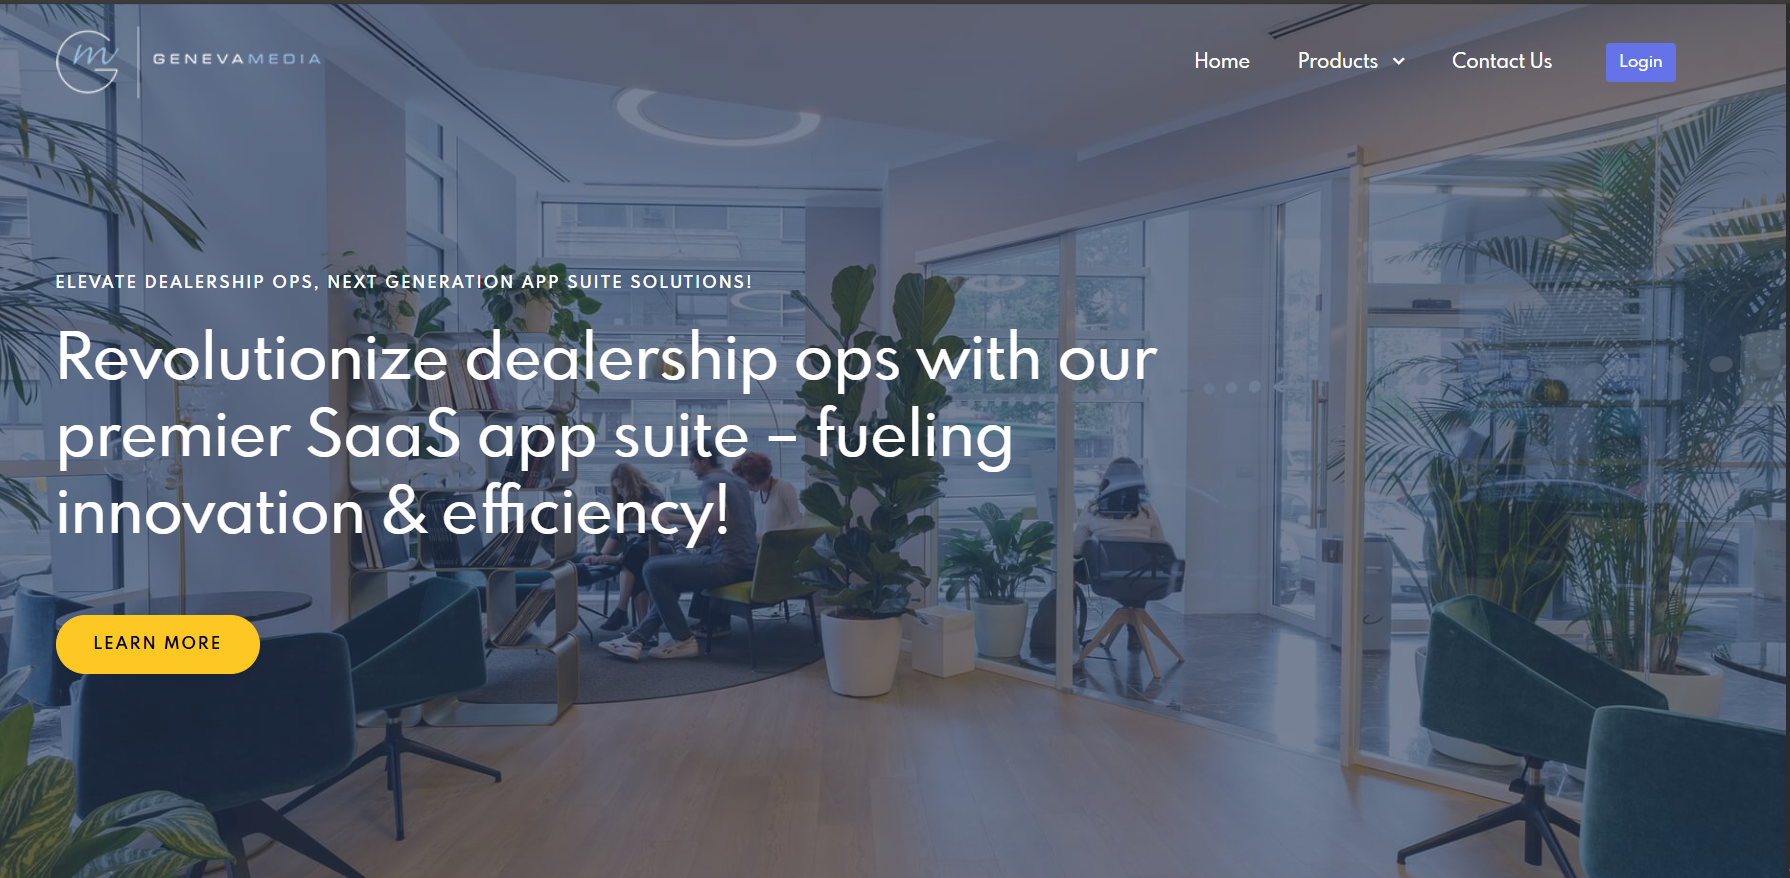 GENEVAMEDIA
Home
Products
Contact Us
Login
ELEVATE DEALERSHIP OPS, NEXT GENERATION APP SUITE SOLUTIONS!
Revolutionize dealership ops with our
premier SaaS app suite – fueling
innovation & efficiency!
LEARN MORE